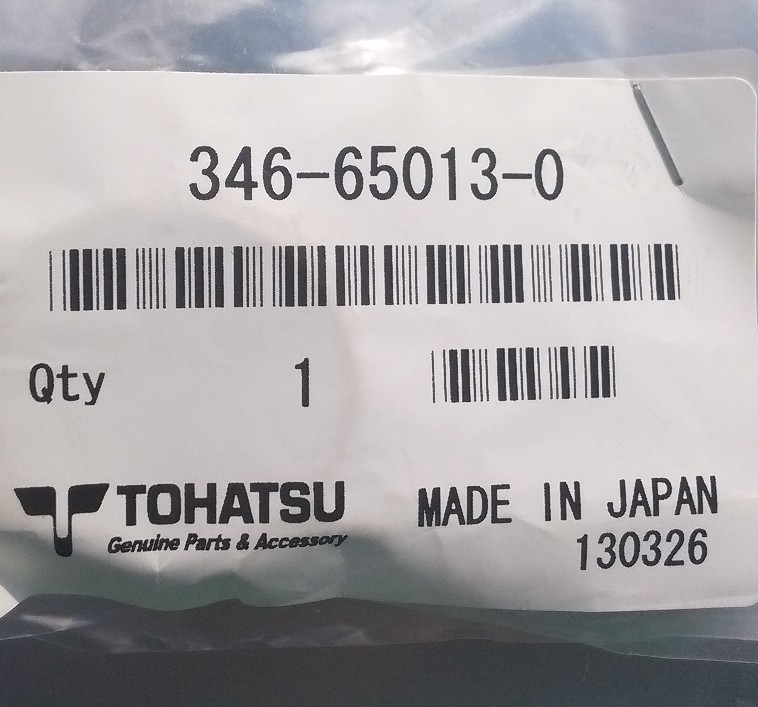 346-65013-0
Qty 1
TOHATSU
Genuine Parts & Accessory
MADE IN JAPAN
130326